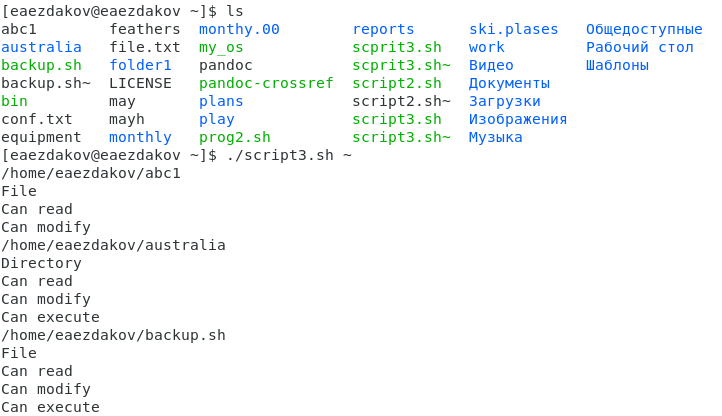 [eaezdakov@eaezdakov ~]$ ls
abc1        feathers  monthy.00        reports     ski.plases   Общедоступные
australia   file.txt  my_os            scprit3.sh  work         Рабочий стол
backup.sh   folder1   pandoc           scprit3.sh~ Видео        Шаблоны
backup.sh~  LICENSE   pandoc-crossref  script2.sh  Документы
bin         may       plans            script2.sh~ Загрузки
conf.txt    mayh      play             script3.sh  Изображения
equipment   monthly   prog2.sh         script3.sh~ Музыка
[eaezdakov@eaezdakov ~]$ ./script3.sh ~
/home/eaezdakov/abc1
File
Can read
Can modify
/home/eaezdakov/australia
Directory
Can read
Can modify
Can execute
/home/eaezdakov/backup.sh
File
Can read
Can modify
Can execute